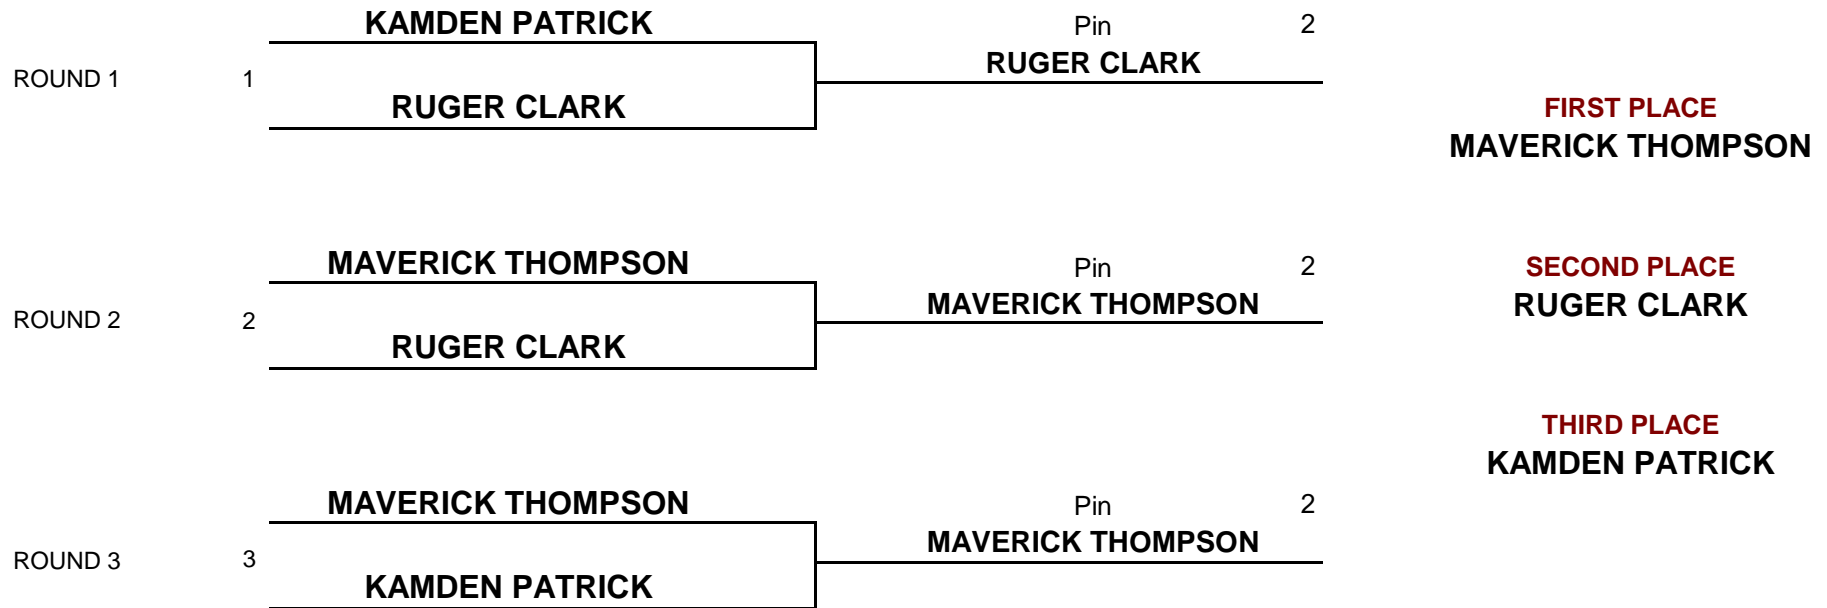 KAMDEN PATRICK
Pin 2
RUGER CLARK
ROUND 1 1
RUGER CLARK
FIRST PLACE
MAVERICK THOMPSON
MAVERICK THOMPSON
Pin 2
MAVERICK THOMPSON
ROUND 2 2
RUGER CLARK
SECOND PLACE
RUGER CLARK
THIRD PLACE
KAMDEN PATRICK
MAVERICK THOMPSON
Pin 2
MAVERICK THOMPSON
ROUND 3 3
KAMDEN PATRICK